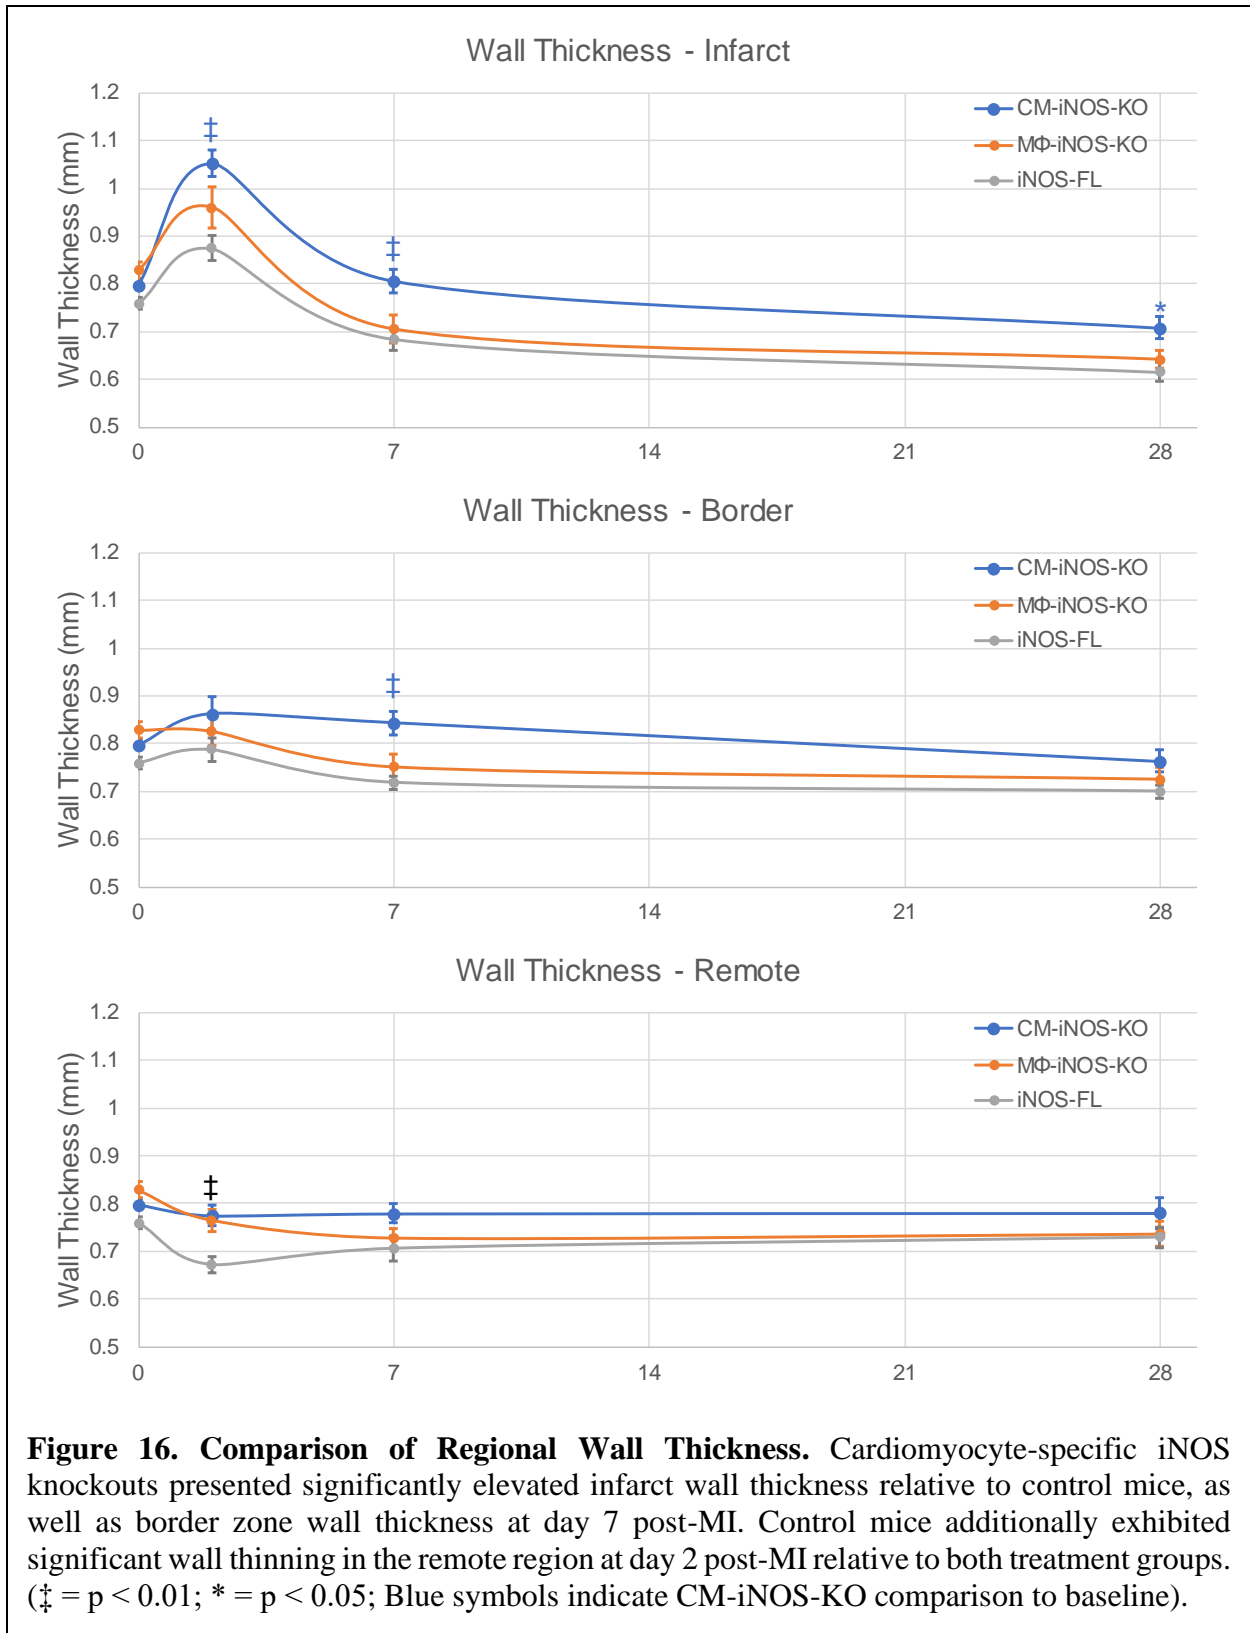 Wall Thickness - Infarct
1.2
1.1
1
0.9
0.8
0.7
0.6
0.5
Wall Thickness (mm)
CM-iNOS-KO
MΦ-iNOS-KO
iNOS-FL
‡
‡
*
0 7 14 21 28
Wall Thickness - Border
1.2
1.1
1
0.9
0.8
0.7
0.6
0.5
Wall Thickness (mm)
CM-iNOS-KO
MΦ-iNOS-KO
iNOS-FL
‡
0 7 14 21 28
Wall Thickness - Remote
1.2
1.1
1
0.9
0.8
0.7
0.6
0.5
Wall Thickness (mm)
CM-iNOS-KO
MΦ-iNOS-KO
iNOS-FL
‡
0 7 14 21 28
Figure 16. Comparison of Regional Wall Thickness. Cardiomyocyte-specific iNOS
knockouts presented significantly elevated infarct wall thickness relative to control mice, as
well as border zone wall thickness at day 7 post-MI. Control mice additionally exhibited
significant wall thinning in the remote region at day 2 post-MI relative to both treatment groups.
(‡ = p < 0.01; * = p < 0.05; Blue symbols indicate CM-iNOS-KO comparison to baseline).